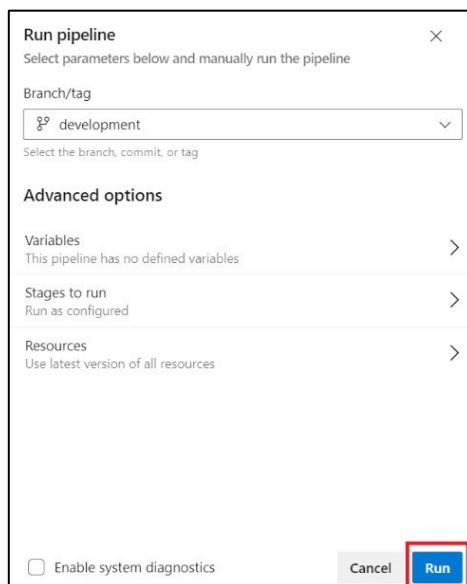 Run pipeline
Select parameters below and manually run the pipeline
Branch/tag
development
Select the branch, commit, or tag
Advanced options
Variables
This pipeline has no defined variables
Stages to run
Run as configured
Resources
Use latest version of all resources
Enable system diagnostics
Cancel
Run